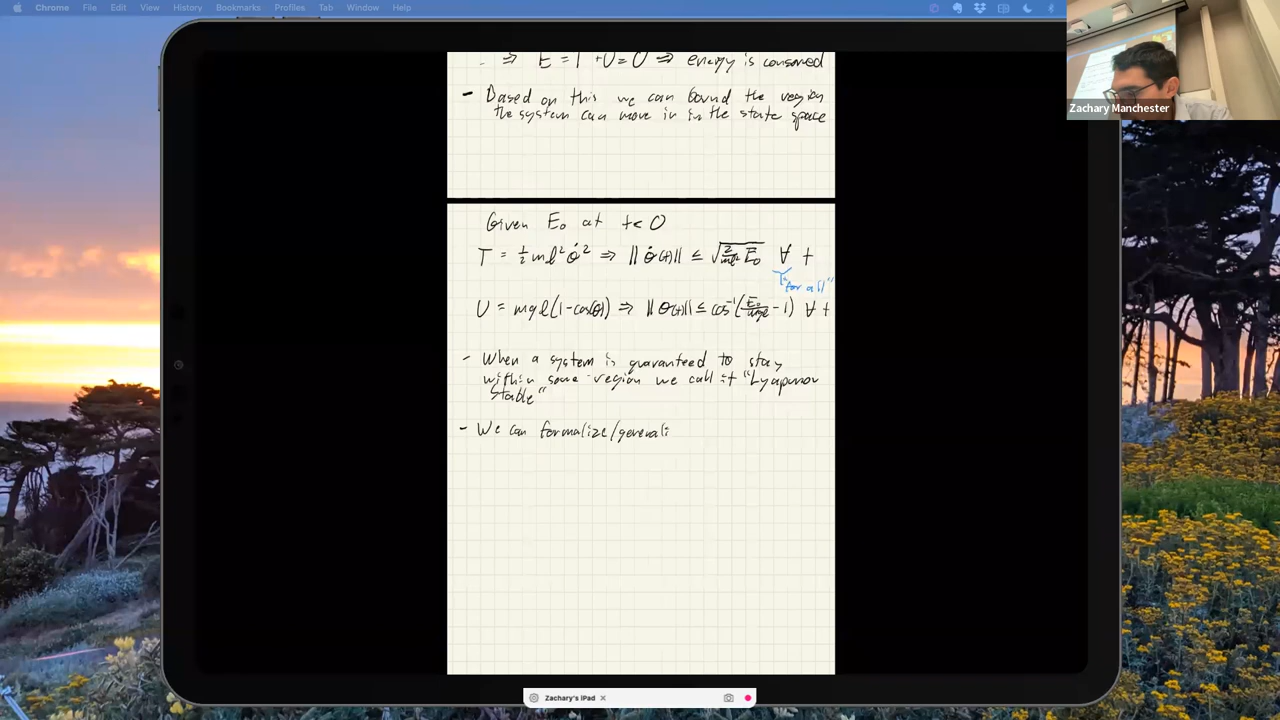 Chrome File Edit View History Bookmarks Profiles Tab Window Help
Zachary Manchester
⇒ E = T + U = 0 ⇒ energy is conserved
- Based on this we can bound the region
the system can move in in the state space
Given E₀ at t=0
T = ½ml²θ̇² ⇒ ||θ̇(t)|| ≤ √(2/ml² E₀) ∀ t
"for all"
U = mgl(1-cos(θ)) ⇒ ||θ(t)|| ≤ cos⁻¹(E₀/mgl - 1) ∀ t
- When a system is guaranteed to stay
within some region we call it "Lyapunov
Stable"
- We can formalize/generali
Zachary's iPad